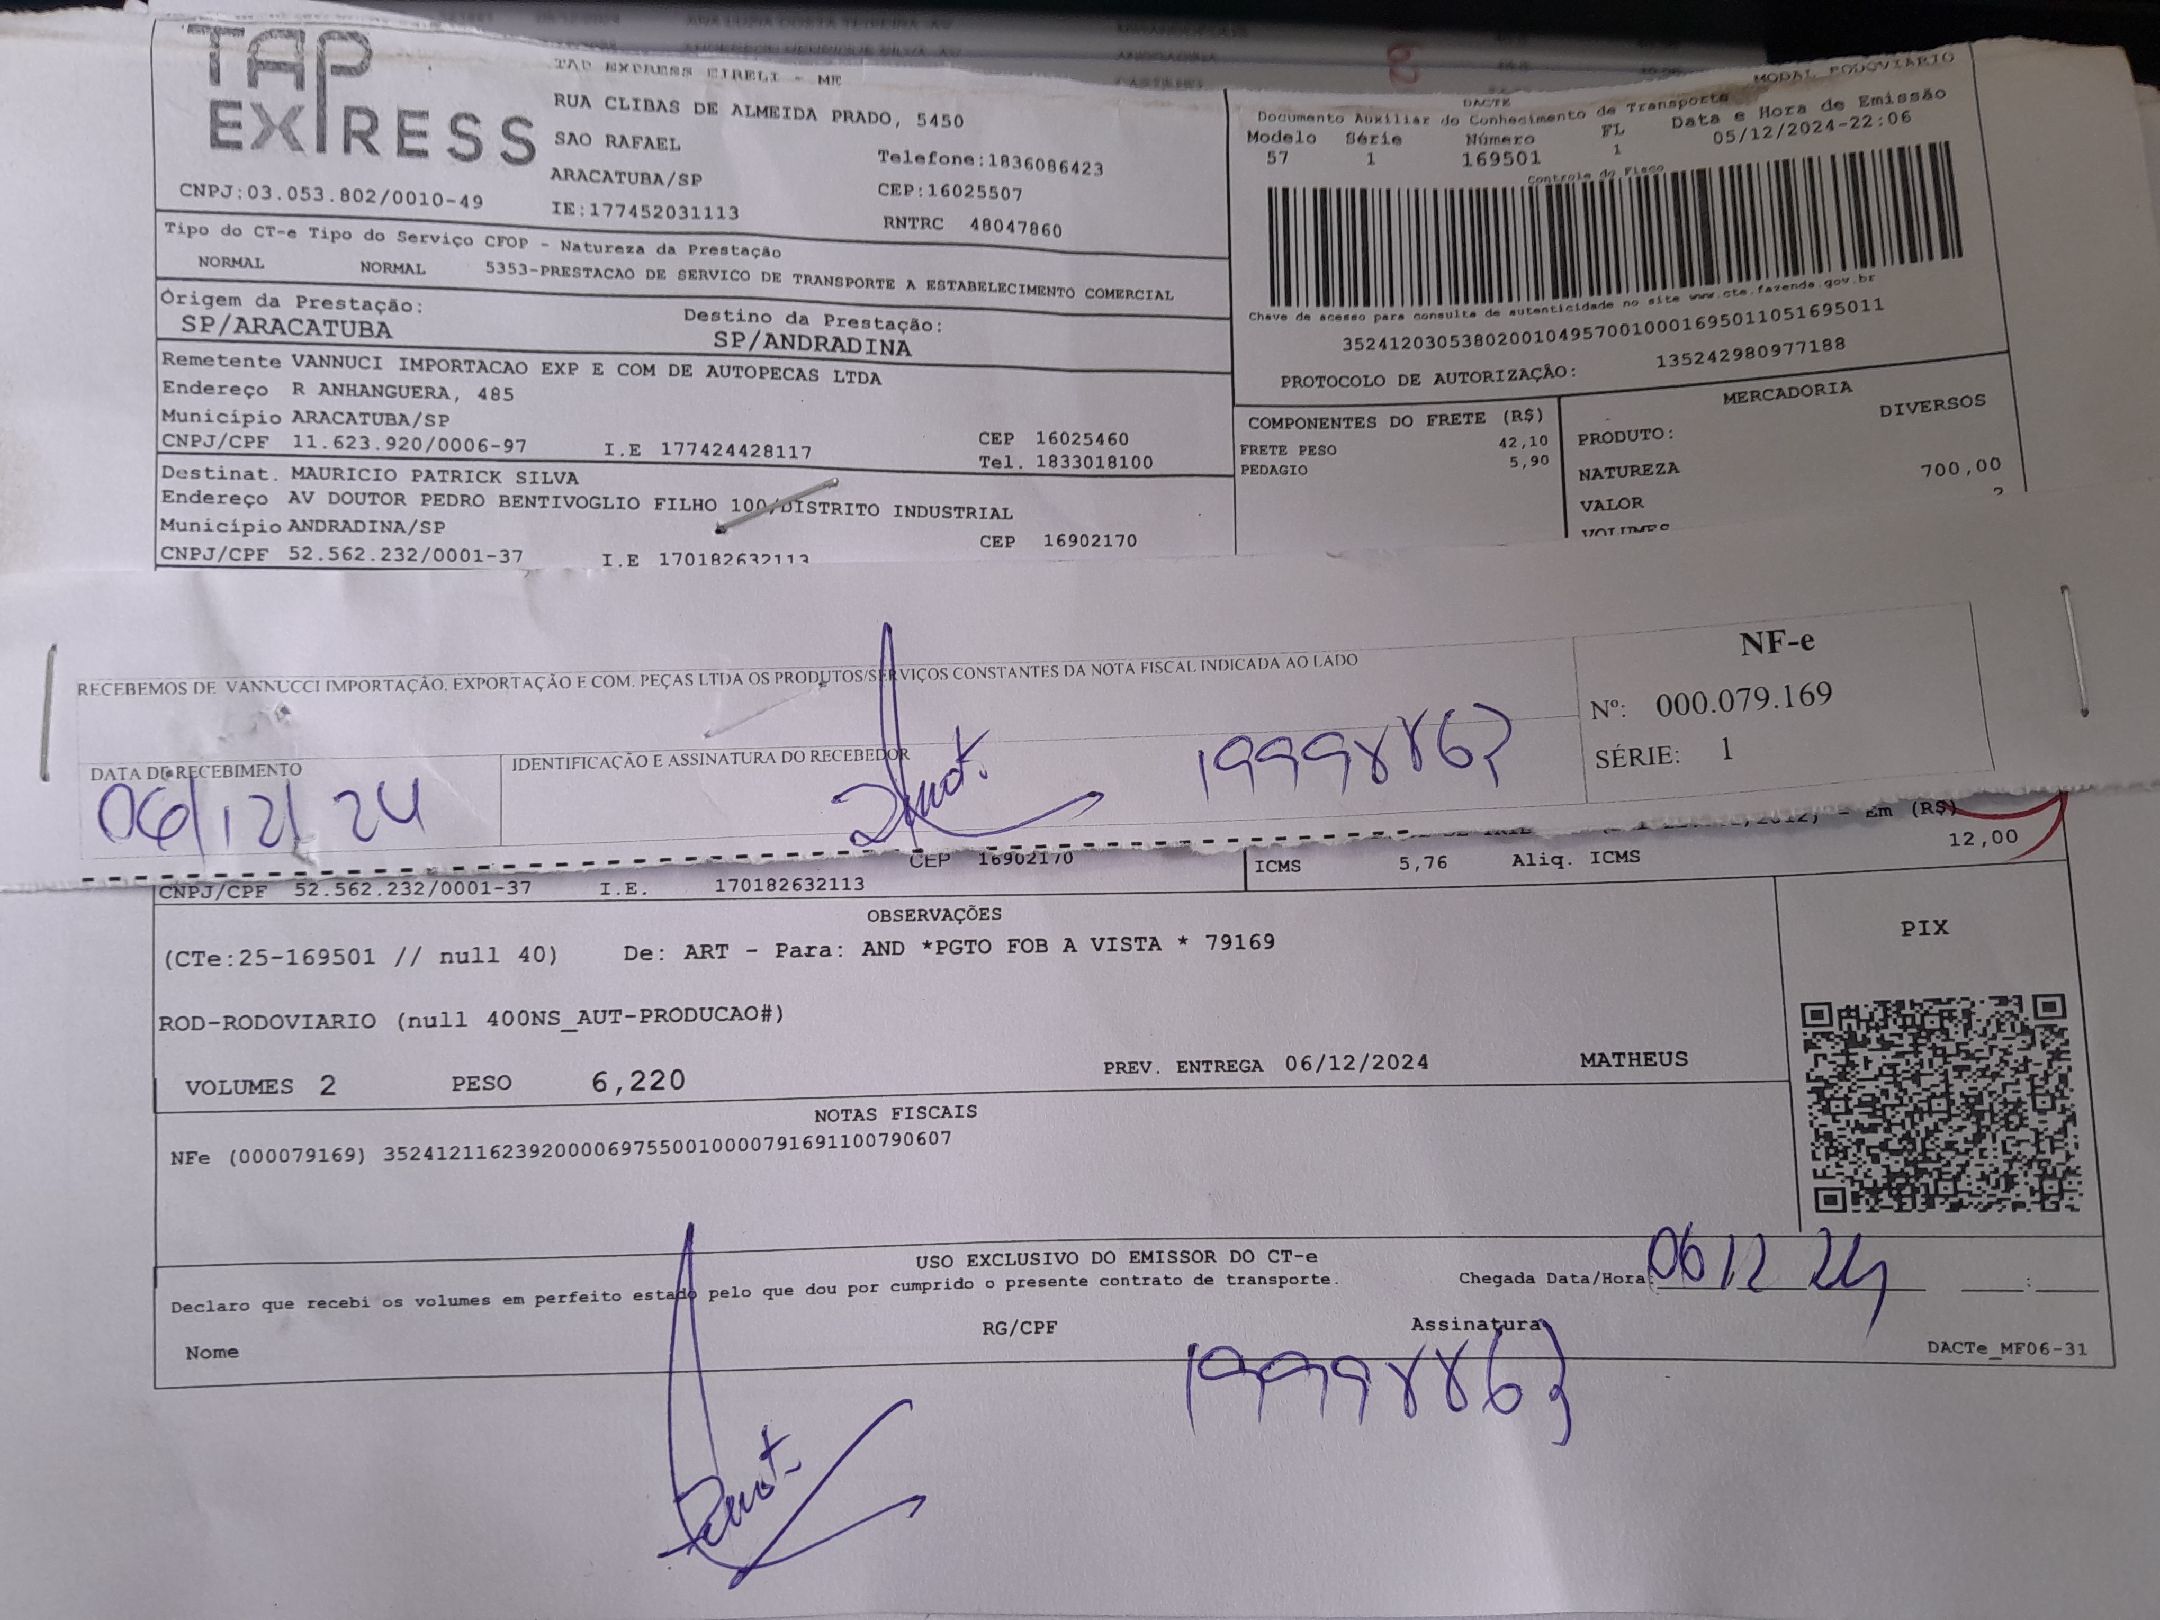 TAP
EXPRESS
CNPJ:03.053.802/0010-49
TAP EXPRESS EIRELI - ME
RUA CLIBAS DE ALMEIDA PRADO, 5450
SAO RAFAEL
Telefone:1836086423
ARACATUBA/SP
CEP:16025507
IE:177452031113
RNTRC 48047860
MODAL RODOVIARIO
DACTE
Documento Auxiliar do Conhecimento de Transporte
Modelo Série Número FL Data e Hora de Emissão
57 1 169501 1 05/12/2024-22:06
Controle do Fisco
Chave de acesso para consulta de autenticidade no site www.cte.fazenda.gov.br
35241203053802001049570010001695011051695011
PROTOCOLO DE AUTORIZAÇÃO: 135242980977188
Tipo do CT-e Tipo do Serviço CFOP - Natureza da Prestação
NORMAL NORMAL 5353-PRESTACAO DE SERVICO DE TRANSPORTE A ESTABELECIMENTO COMERCIAL
Origem da Prestação: Destino da Prestação:
SP/ARACATUBA SP/ANDRADINA
Remetente VANNUCI IMPORTACAO EXP E COM DE AUTOPECAS LTDA
Endereço R ANHANGUERA, 485
Município ARACATUBA/SP
CEP 16025460
CNPJ/CPF 11.623.920/0006-97 I.E 177424428117
Tel. 1833018100
Destinat. MAURICIO PATRICK SILVA
Endereço AV DOUTOR PEDRO BENTIVOGLIO FILHO 100/DISTRITO INDUSTRIAL
Município ANDRADINA/SP
CEP 16902170
CNPJ/CPF 52.562.232/0001-37 I.E 170182632113
COMPONENTES DO FRETE (R$)
FRETE PESO 42,10
PEDAGIO 5,90
MERCADORIA
PRODUTO: DIVERSOS
NATUREZA
VALOR 700,00
VOLUMES 2
RECEBEMOS DE VANNUCCI IMPORTAÇÃO, EXPORTAÇÃO E COM. PEÇAS LTDA OS PRODUTOS/SERVIÇOS CONSTANTES DA NOTA FISCAL INDICADA AO LADO
NF-e
Nº: 000.079.169
SÉRIE: 1
DATA DE RECEBIMENTO
06/12/24
IDENTIFICAÇÃO E ASSINATURA DO RECEBEDOR
199988863
Em (R$)
CEP 16902170
ICMS 5,76 Aliq. ICMS 12,00
CNPJ/CPF 52.562.232/0001-37 I.E. 170182632113
OBSERVAÇÕES
(CTe:25-169501 // null 40) De: ART - Para: AND *PGTO FOB A VISTA * 79169
PIX
ROD-RODOVIARIO (null 400NS_AUT-PRODUCAO#)
VOLUMES 2 PESO 6,220 PREV. ENTREGA 06/12/2024 MATHEUS
NOTAS FISCAIS
NFe (000079169) 35241211623920000697550010000791691100790607
USO EXCLUSIVO DO EMISSOR DO CT-e
Declaro que recebi os volumes em perfeito estado pelo que dou por cumprido o presente contrato de transporte.
Chegada Data/Hora: 06 12 24 :
Nome RG/CPF Assinatura
199988863
DACTe_MF06-31